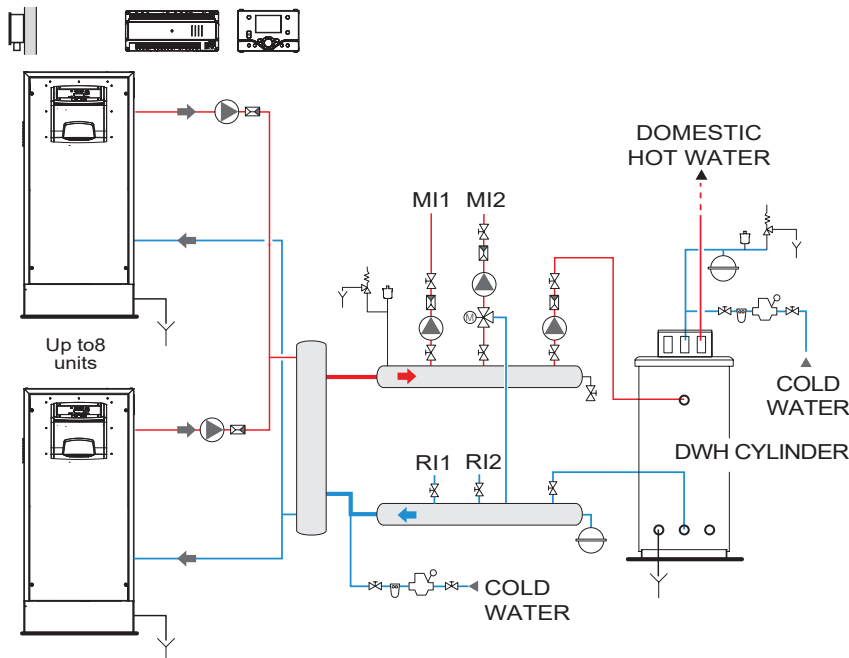 DOMESTIC
HOT WATER
MI1 MI2
M
Up to8
units
COLD
WATER
RI1 RI2
DWH CYLINDER
COLD
WATER